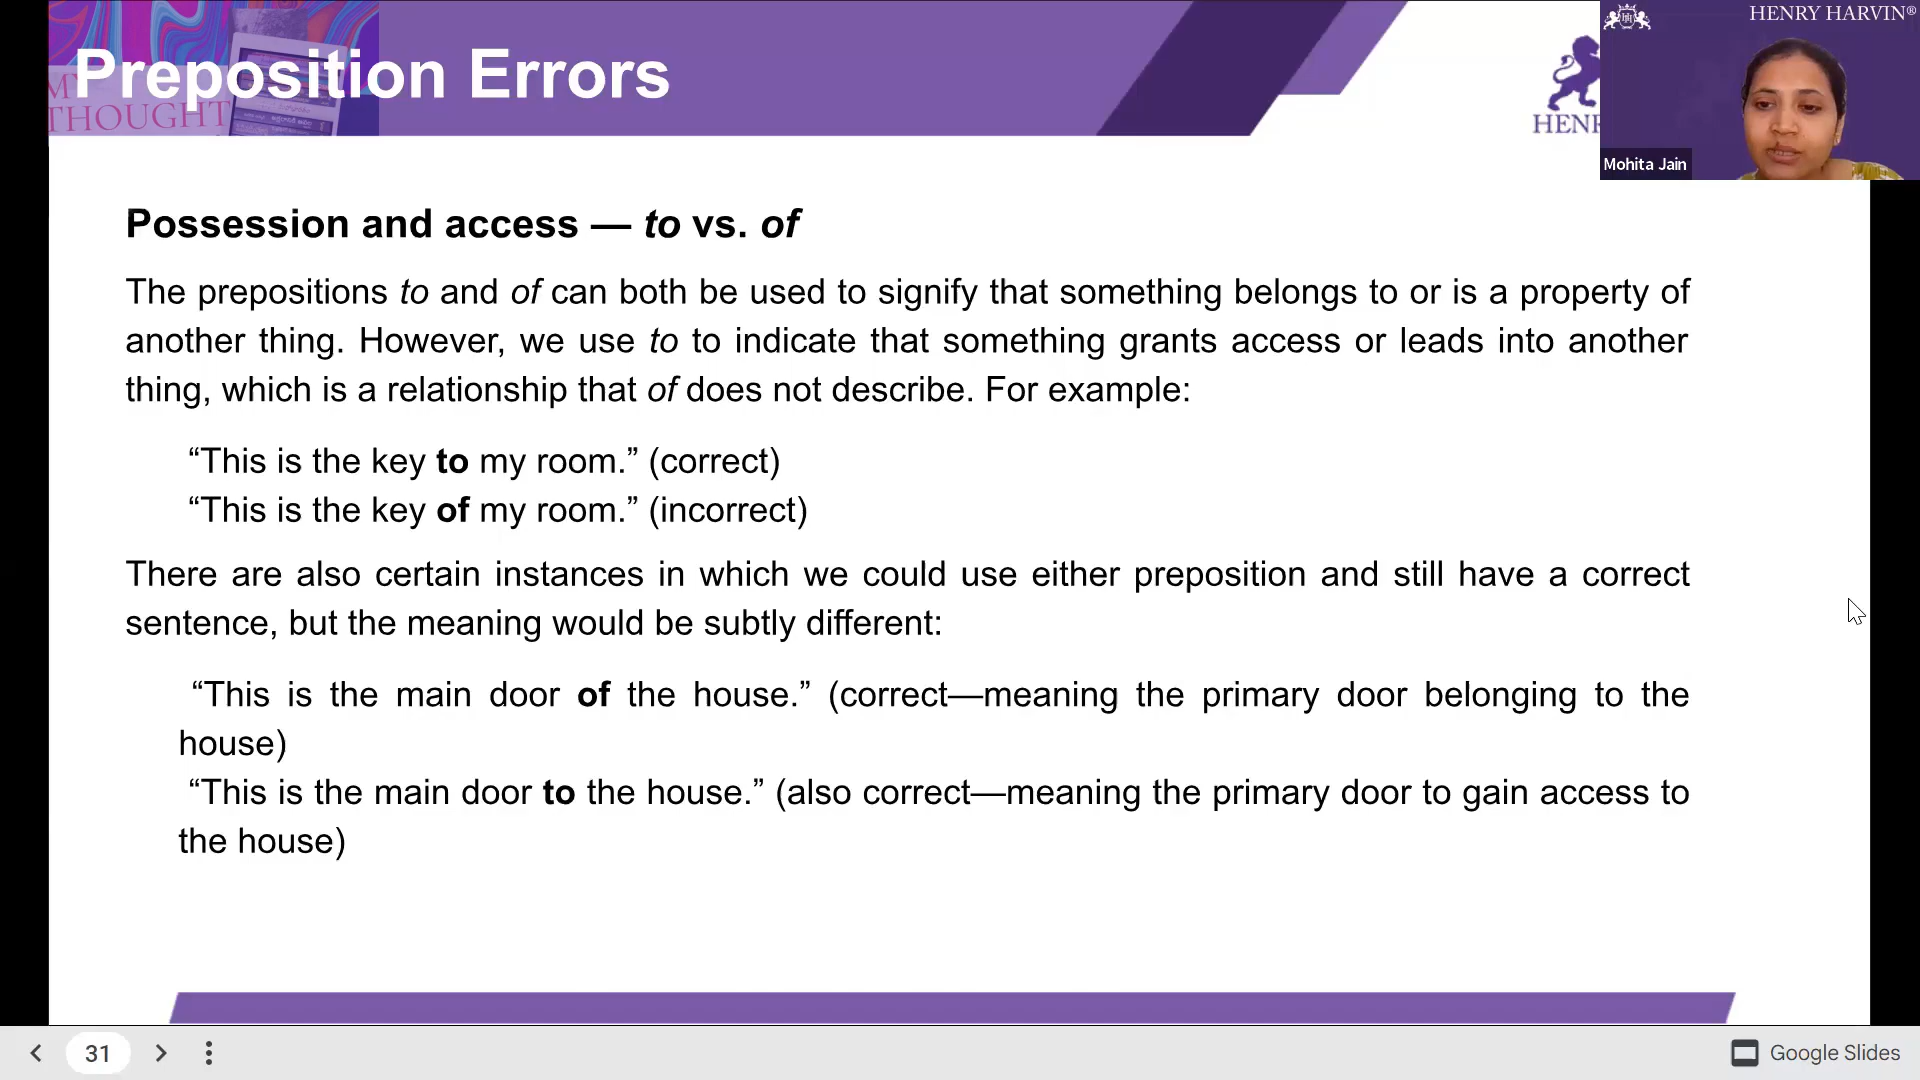 Preposition Errors
MY
THOUGHT
HENRY HARVIN®
HENR
Mohita Jain
Possession and access — to vs. of
The prepositions to and of can both be used to signify that something belongs to or is a property of
another thing. However, we use to to indicate that something grants access or leads into another
thing, which is a relationship that of does not describe. For example:
“This is the key to my room.” (correct)
“This is the key of my room.” (incorrect)
There are also certain instances in which we could use either preposition and still have a correct
sentence, but the meaning would be subtly different:
“This is the main door of the house.” (correct—meaning the primary door belonging to the
house)
“This is the main door to the house.” (also correct—meaning the primary door to gain access to
the house)
31
Google Slides